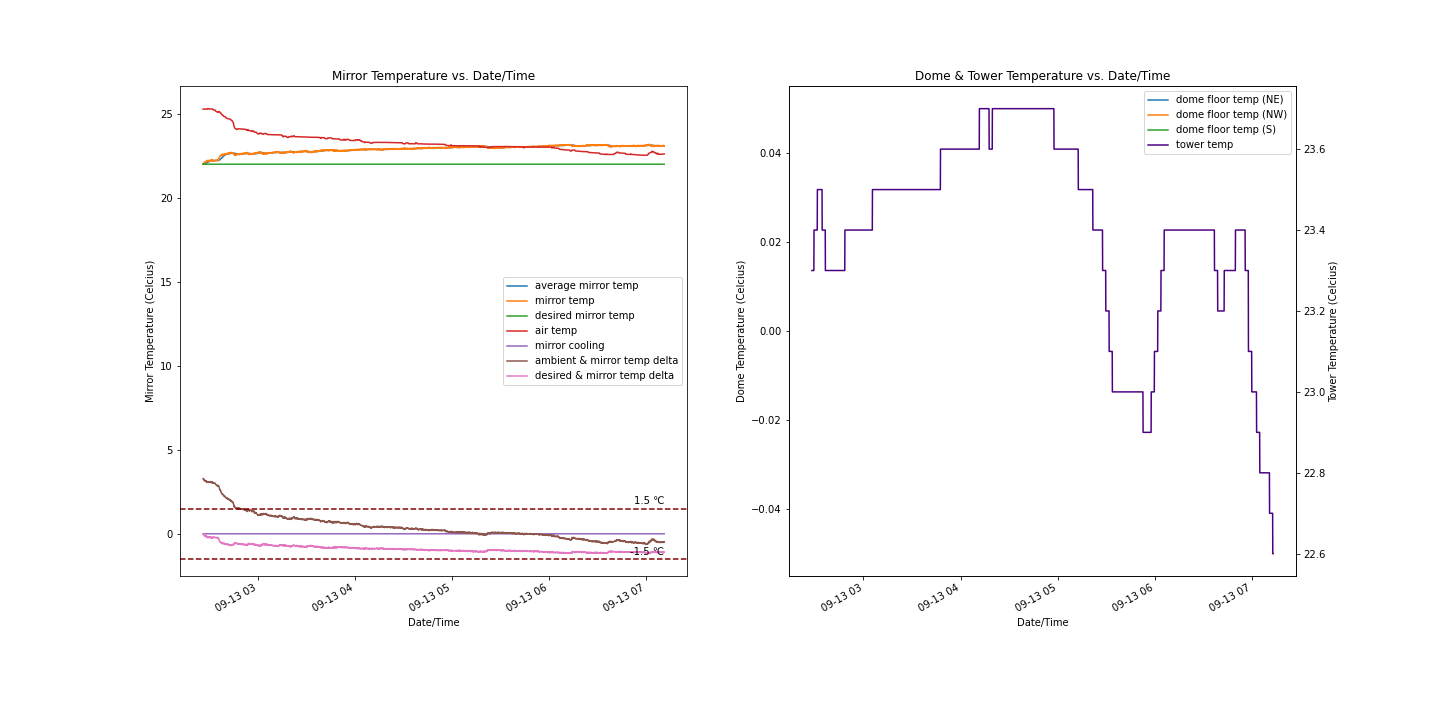 Mirror Temperature vs. Date/Time
Mirror Temperature (Celcius)
25
20
15
10
5
0
average mirror temp
mirror temp
desired mirror temp
air temp
mirror cooling
ambient & mirror temp delta
desired & mirror temp delta
1.5 °C
-1.5 °C
09-13 03
09-13 04
09-13 05
09-13 06
09-13 07
Date/Time
Dome & Tower Temperature vs. Date/Time
Dome Temperature (Celcius)
0.04
0.02
0.00
−0.02
−0.04
dome floor temp (NE)
dome floor temp (NW)
dome floor temp (S)
tower temp
23.6
23.4
23.2
23.0
22.8
22.6
Tower Temperature (Celcius)
09-13 03
09-13 04
09-13 05
09-13 06
09-13 07
Date/Time